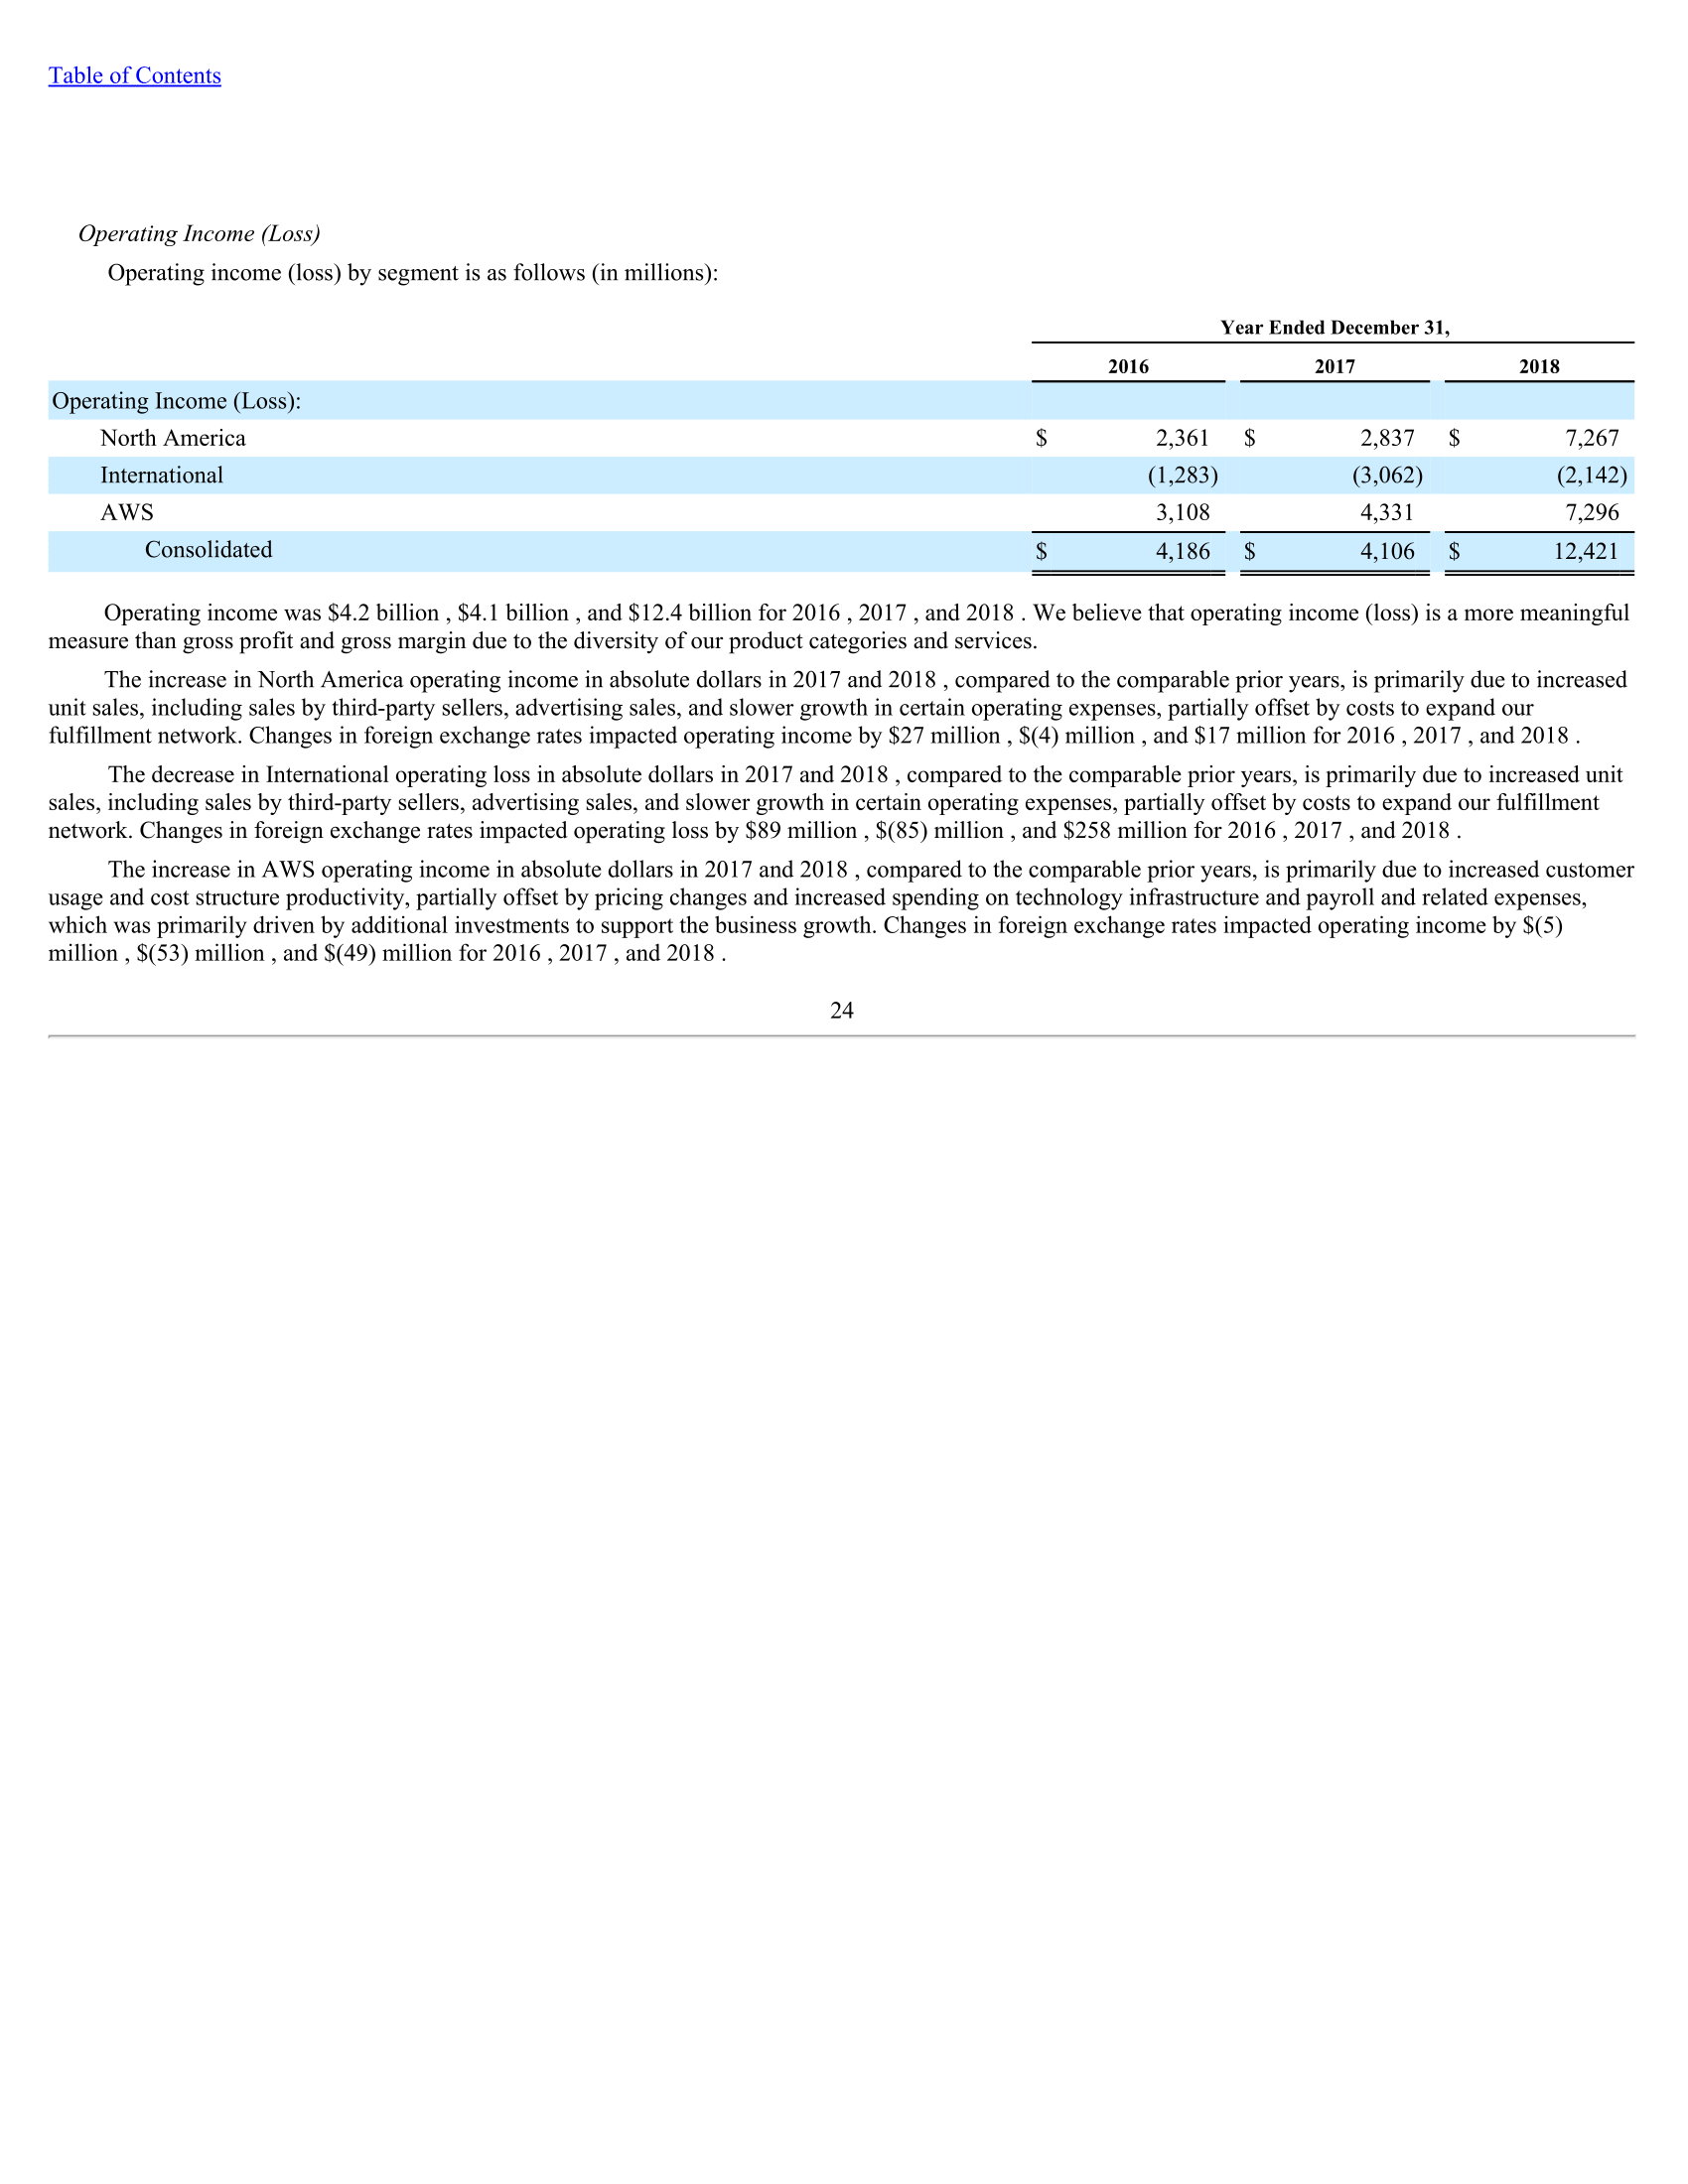 Table of Contents
Operating Income (Loss)
Operating income (loss) by segment is as follows (in millions):
Year Ended December 31,
2016 2017 2018
Operating Income (Loss):
North America $ 2,361 $ 2,837 $ 7,267
International (1,283) (3,062) (2,142)
AWS 3,108 4,331 7,296
Consolidated $ 4,186 $ 4,106 $ 12,421
Operating income was $4.2 billion , $4.1 billion , and $12.4 billion for 2016 , 2017 , and 2018 . We believe that operating income (loss) is a more meaningful
measure than gross profit and gross margin due to the diversity of our product categories and services.
The increase in North America operating income in absolute dollars in 2017 and 2018 , compared to the comparable prior years, is primarily due to increased
unit sales, including sales by third-party sellers, advertising sales, and slower growth in certain operating expenses, partially offset by costs to expand our
fulfillment network. Changes in foreign exchange rates impacted operating income by $27 million , $(4) million , and $17 million for 2016 , 2017 , and 2018 .
The decrease in International operating loss in absolute dollars in 2017 and 2018 , compared to the comparable prior years, is primarily due to increased unit
sales, including sales by third-party sellers, advertising sales, and slower growth in certain operating expenses, partially offset by costs to expand our fulfillment
network. Changes in foreign exchange rates impacted operating loss by $89 million , $(85) million , and $258 million for 2016 , 2017 , and 2018 .
The increase in AWS operating income in absolute dollars in 2017 and 2018 , compared to the comparable prior years, is primarily due to increased customer
usage and cost structure productivity, partially offset by pricing changes and increased spending on technology infrastructure and payroll and related expenses,
which was primarily driven by additional investments to support the business growth. Changes in foreign exchange rates impacted operating income by $(5)
million , $(53) million , and $(49) million for 2016 , 2017 , and 2018 .
24